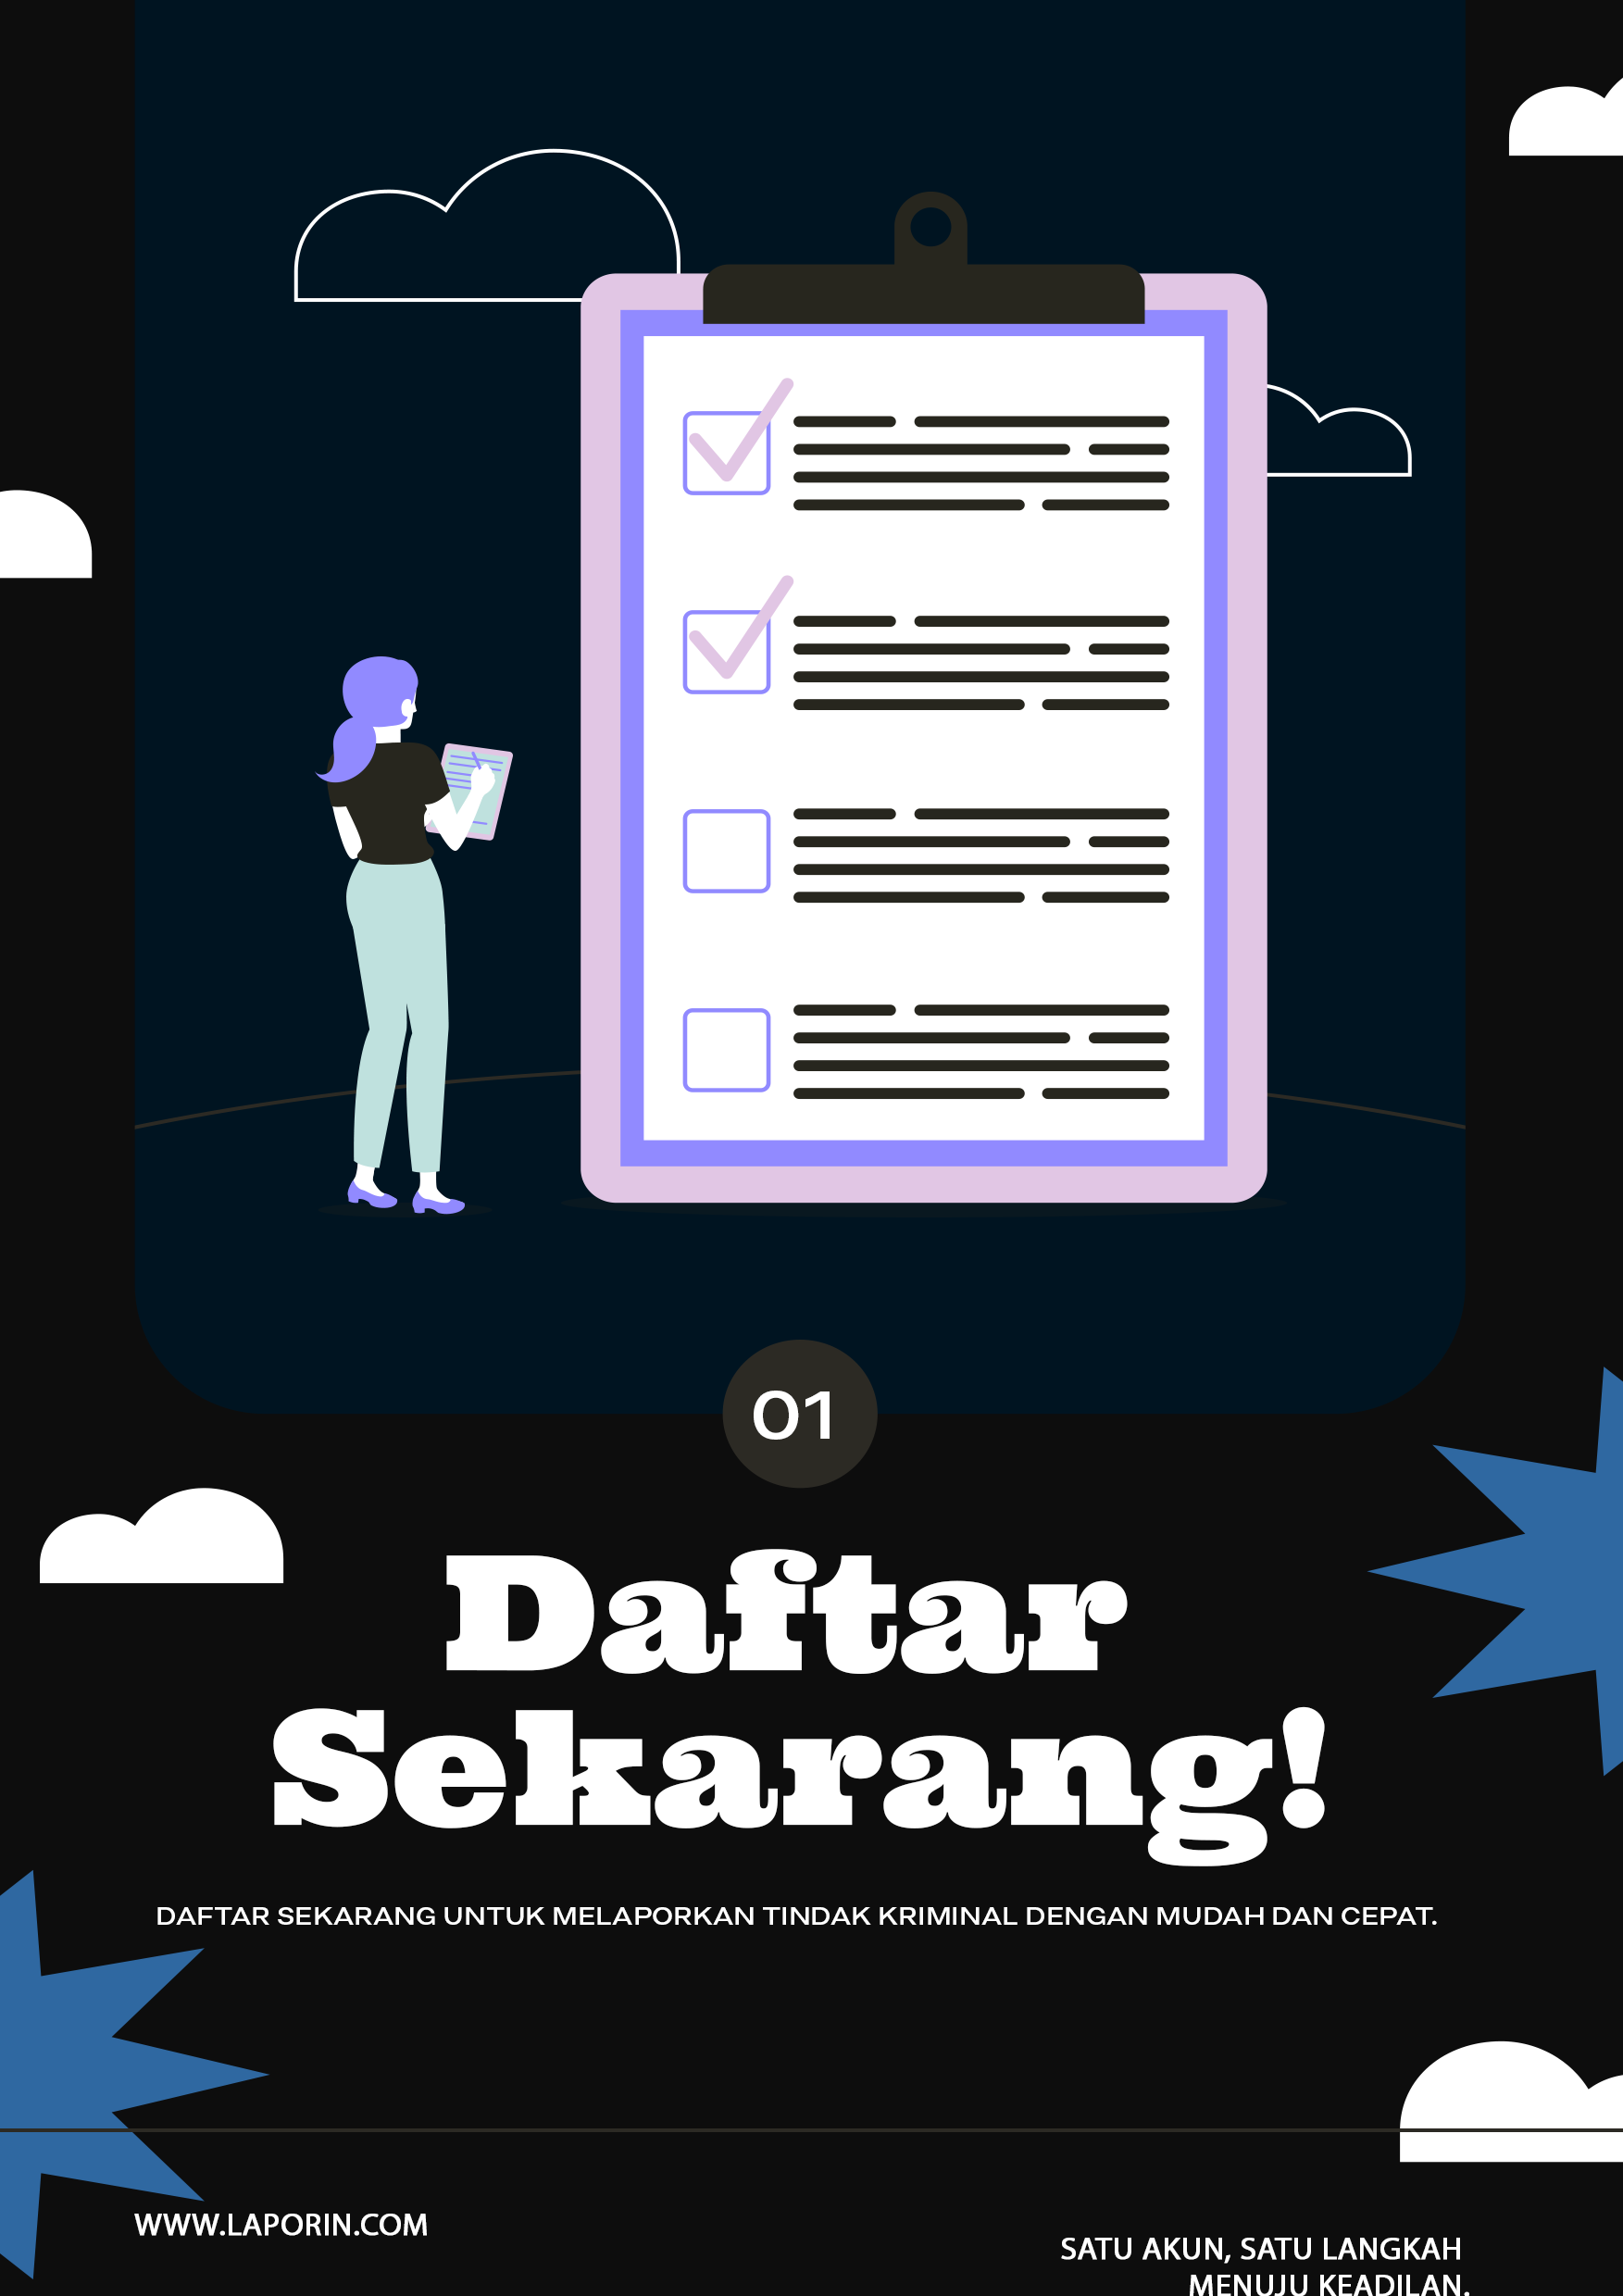 01
Daftar
Sekarang!
DAFTAR SEKARANG UNTUK MELAPORKAN TINDAK KRIMINAL DENGAN MUDAH DAN CEPAT.
WWW.LAPORIN.COM
SATU AKUN, SATU LANGKAH
MENUJU KEADILAN.